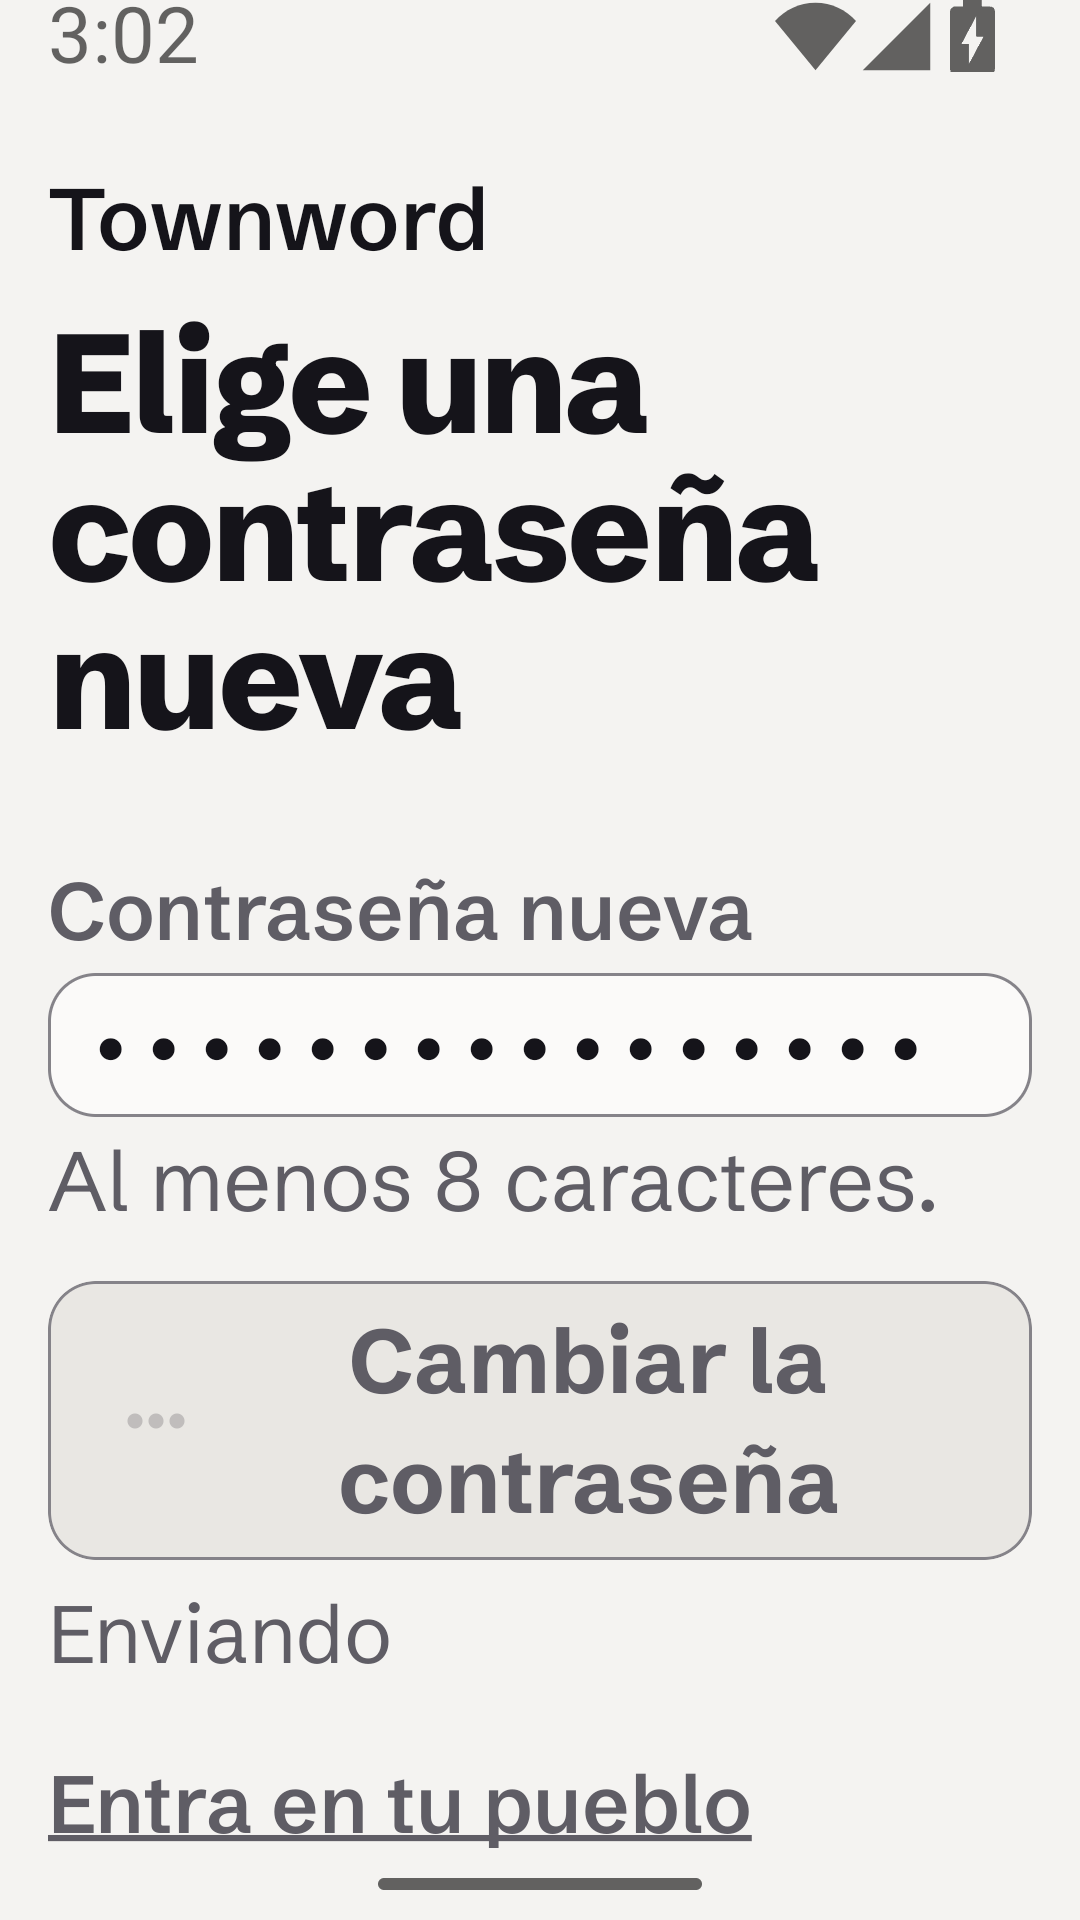 3:02
Townword
Elige una
contraseña
nueva
Contraseña nueva
••••••••••••••••
Al menos 8 caracteres.
Cambiar la
contraseña
Enviando
Entra en tu pueblo